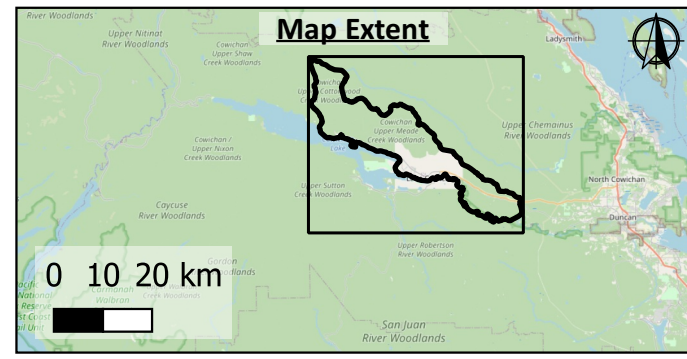 Map Extent
River Woodlands
Upper Nitinat
River Woodlands
Cowichan
Upper Shaw
Creek Woodlands
Ladysmith
Upper Chemainus
River Woodlands
Cowichan
Upper Meade
Creek Woodlands
Cowichan /
Upper Nixon
Creek Woodlands
Lake
Upper Sutton
Creek Woodlands
North Cowichan
Duncan
Caycuse
River Woodlands
Upper Robertson
River Woodlands
Gordon
Carmanah
Walbran
San Juan
River Woodlands
0 10 20 km